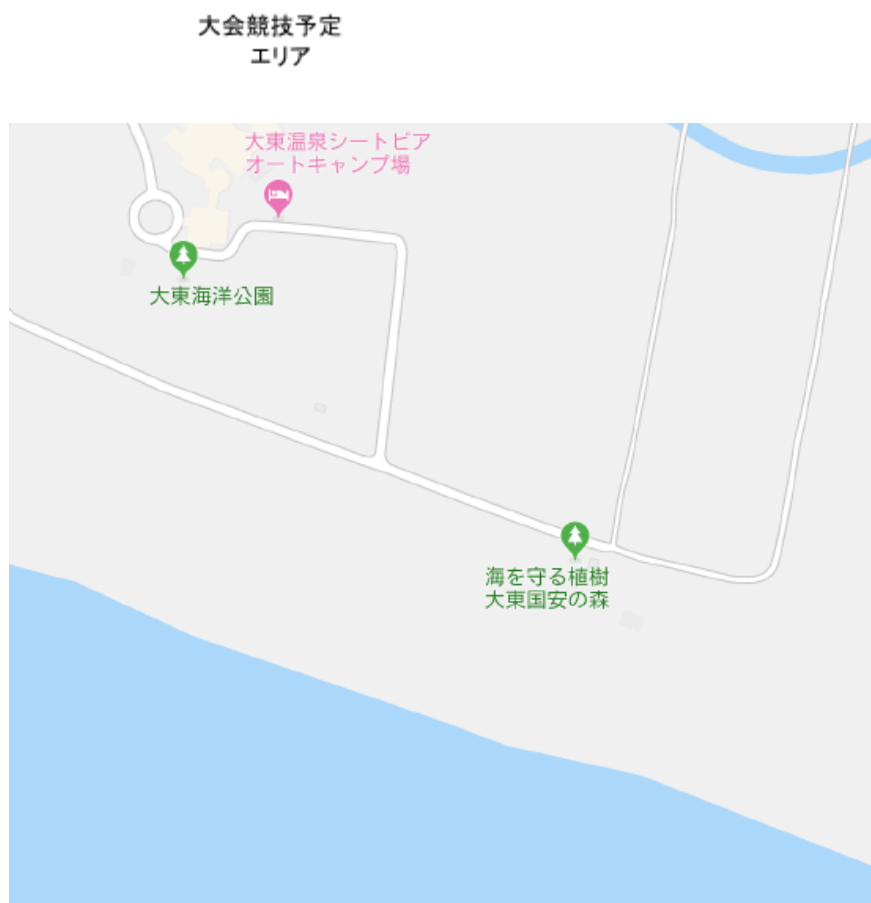 大会競技予定
エリア
大東温泉シートピア
オートキャンプ場
大東海洋公園
海を守る植樹
大東国安の森